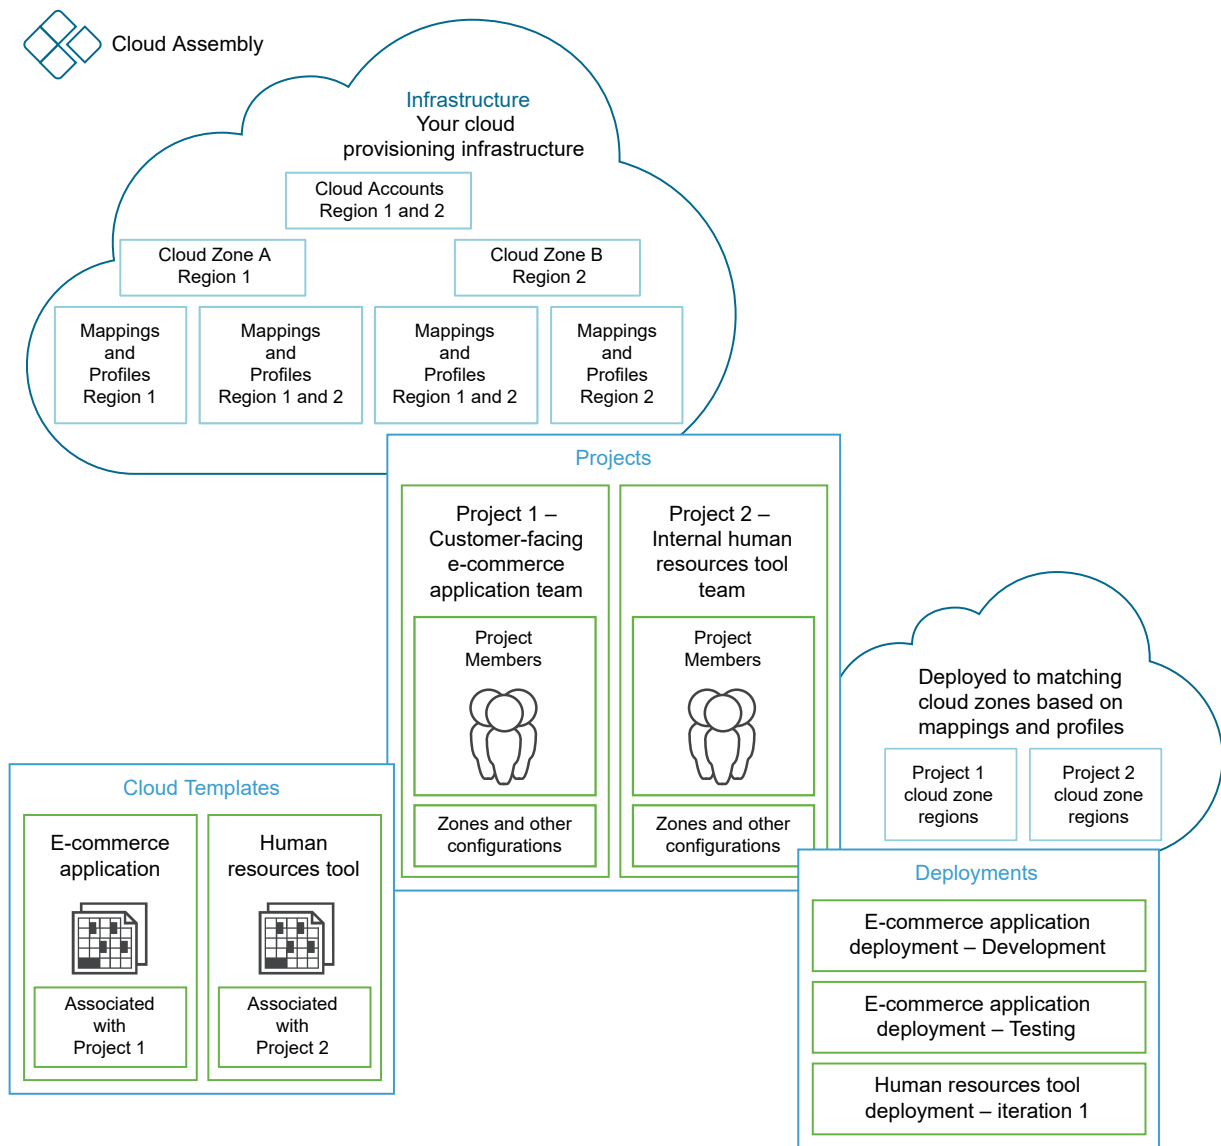 Cloud Assembly
Infrastructure
Your cloud
provisioning infrastructure
Cloud Accounts
Region 1 and 2
Cloud Zone A
Region 1
Cloud Zone B
Region 2
Mappings
and
Profiles
Region 1
Mappings
and
Profiles
Region 1 and 2
Mappings
and
Profiles
Region 1 and 2
Mappings
and
Profiles
Region 2
Projects
Project 1 –
Customer-facing
e-commerce
application team
Project
Members
Zones and other
configurations
Project 2 –
Internal human
resources tool
team
Project
Members
Zones and other
configurations
Cloud Templates
E-commerce
application
Associated
with
Project 1
Human
resources tool
Associated
with
Project 2
Deployed to matching
cloud zones based on
mappings and profiles
Project 1
cloud zone
regions
Project 2
cloud zone
regions
Deployments
E-commerce application
deployment – Development
E-commerce application
deployment – Testing
Human resources tool
deployment – iteration 1